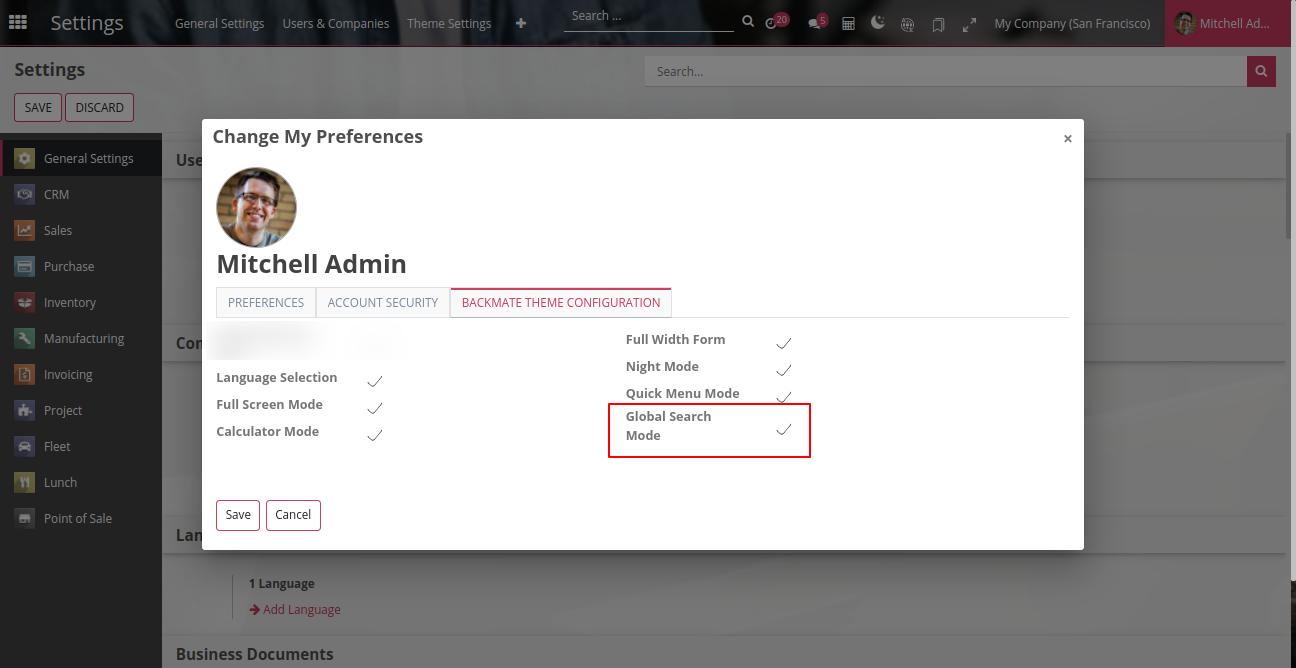 Settings
General Settings
Users & Companies
Theme Settings
Search ...
20
5
My Company (San Francisco)
Mitchell Ad...
Settings
Search...
SAVE
DISCARD
General Settings
CRM
Sales
Purchase
Inventory
Manufacturing
Invoicing
Project
Fleet
Lunch
Point of Sale
Use
Con
Lan
Change My Preferences
×
Mitchell Admin
PREFERENCES
ACCOUNT SECURITY
BACKMATE THEME CONFIGURATION
Language Selection
Full Screen Mode
Calculator Mode
Full Width Form
Night Mode
Quick Menu Mode
Global Search
Mode
Save
Cancel
1 Language
Add Language
Business Documents